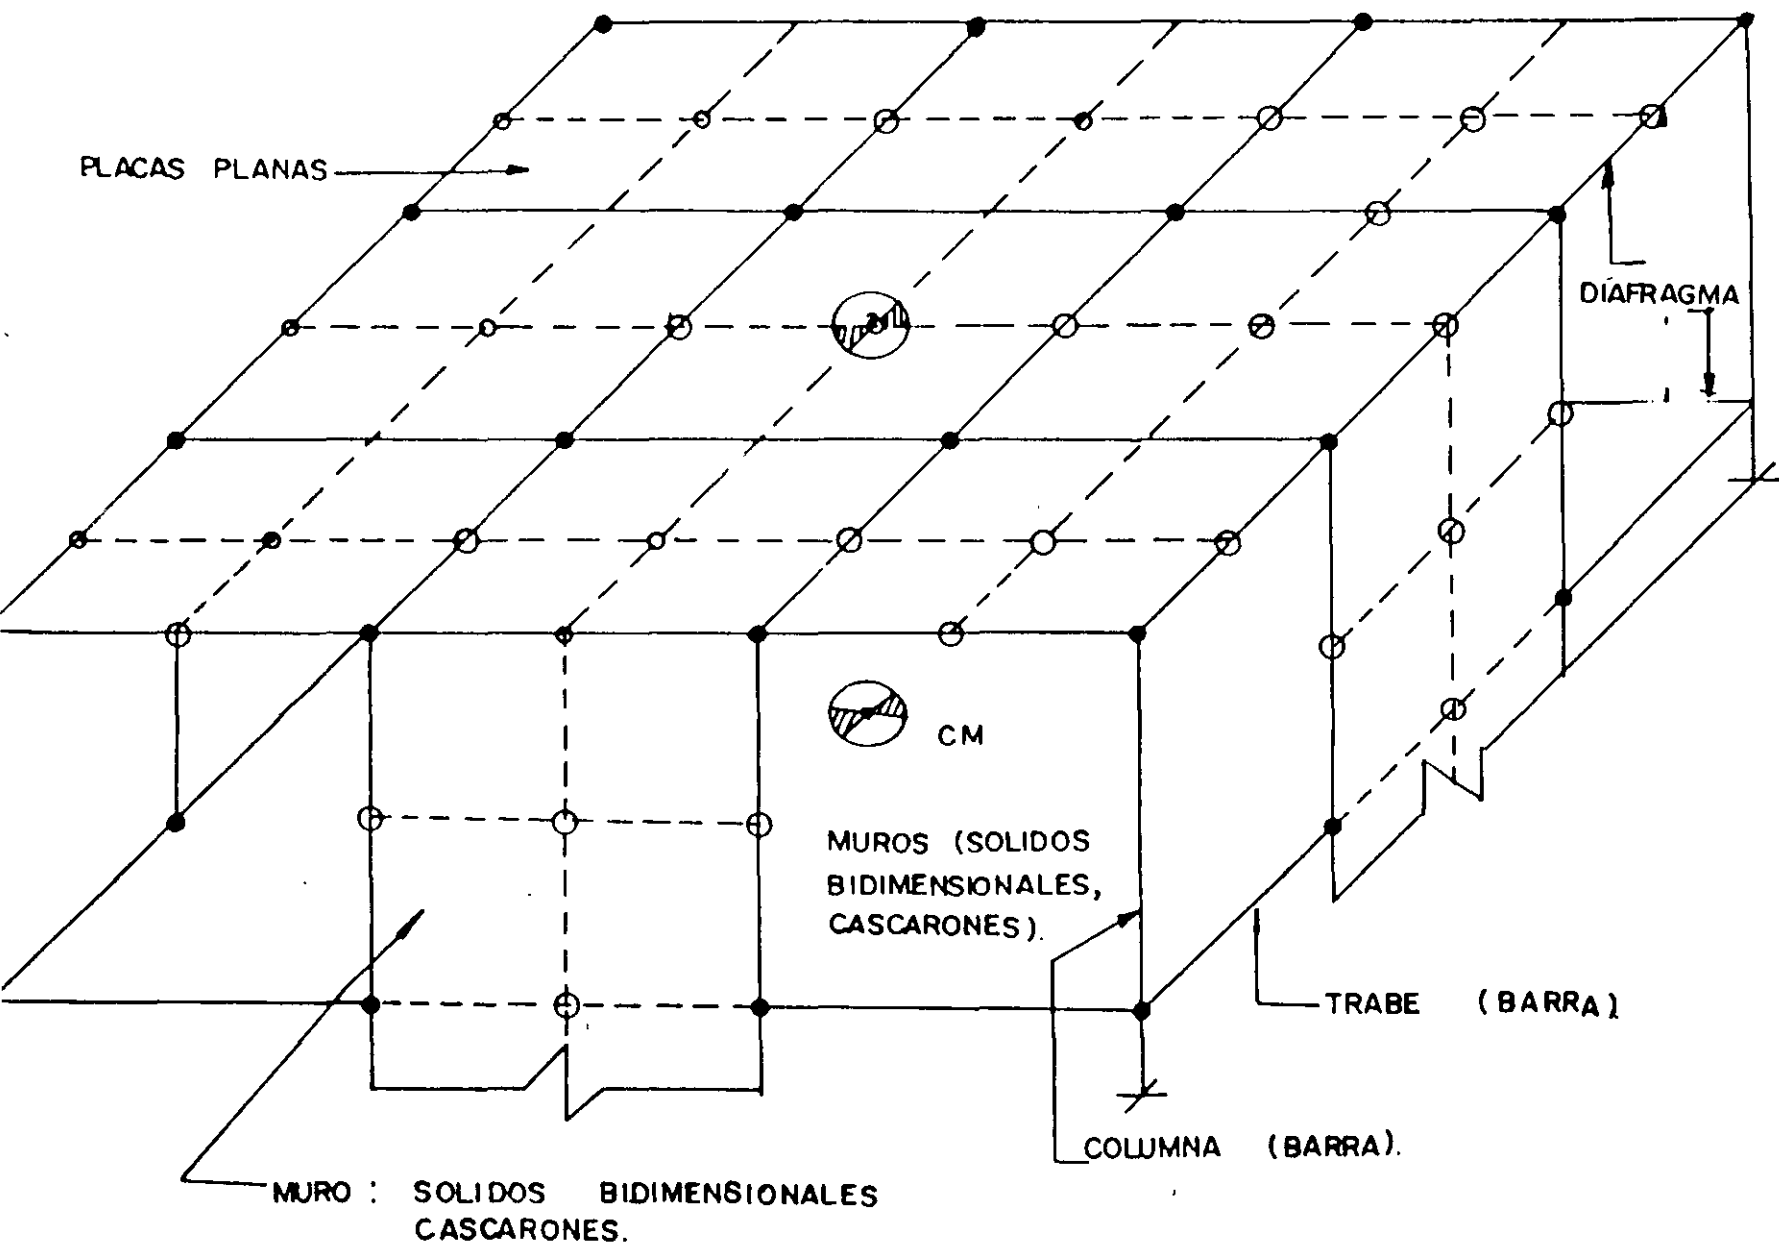 PLACAS PLANAS
DIAFRAGMA
CM
MUROS (SOLIDOS
BIDIMENSIONALES,
CASCARONES).
TRABE (BARRA)
COLUMNA (BARRA).
MURO : SOLIDOS BIDIMENSIONALES
CASCARONES.